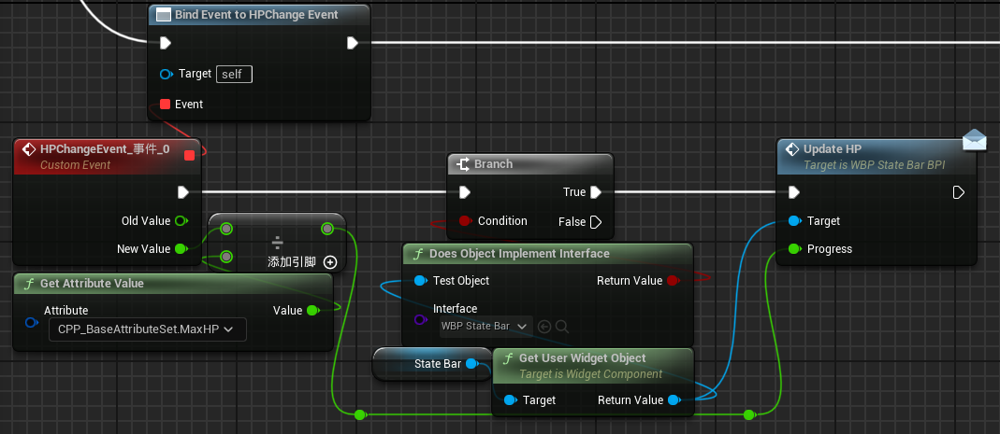 Bind Event to HPChange Event
Target self
Event
HPChangeEvent_事件_0
Custom Event
Old Value
New Value
÷
添加引脚
Get Attribute Value
Attribute
Value
CPP_BaseAttributeSet.MaxHP
Branch
True
Condition
False
Does Object Implement Interface
Test Object
Return Value
Interface
WBP State Bar
State Bar
Get User Widget Object
Target is Widget Component
Target
Return Value
Update HP
Target is WBP State Bar BPI
Target
Progress